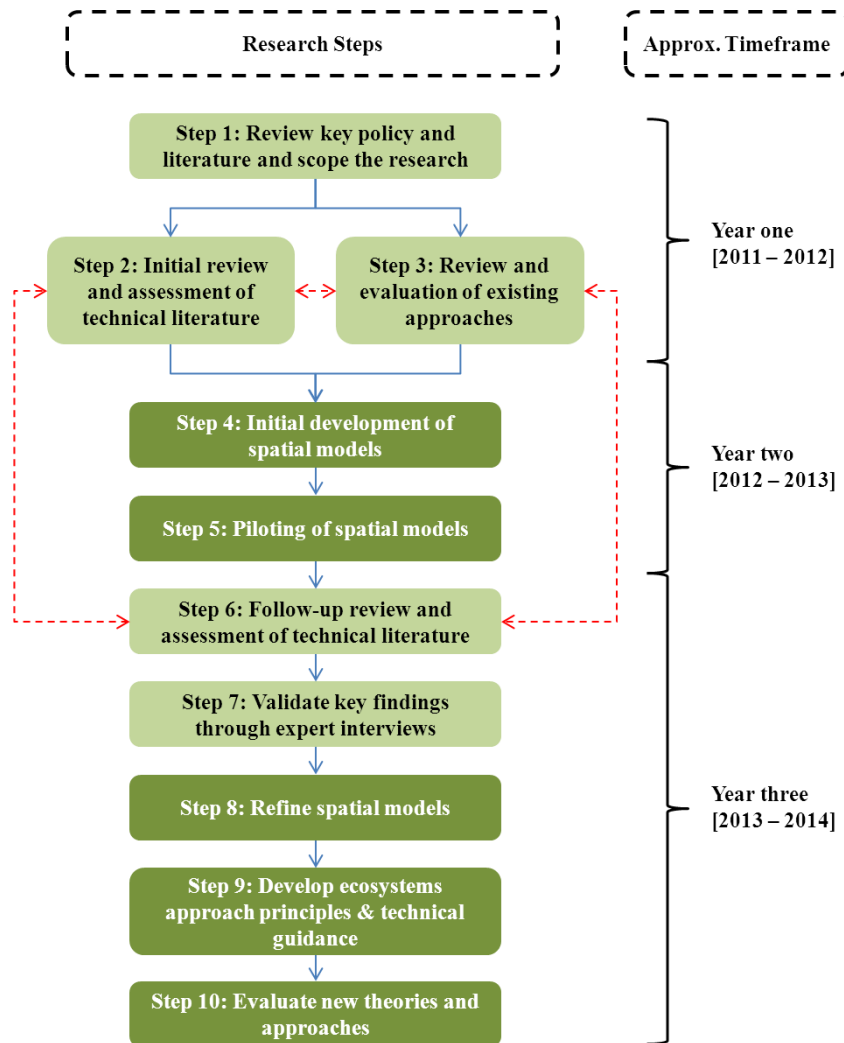 Research Steps
Approx. Timeframe
Step 1: Review key policy and
literature and scope the research
Step 2: Initial review
and assessment of
technical literature
Step 3: Review and
evaluation of existing
approaches
Year one
[2011 – 2012]
Step 4: Initial development of
spatial models
Step 5: Piloting of spatial models
Year two
[2012 – 2013]
Step 6: Follow-up review and
assessment of technical literature
Step 7: Validate key findings
through expert interviews
Step 8: Refine spatial models
Step 9: Develop ecosystems
approach principles & technical
guidance
Step 10: Evaluate new theories and
approaches
Year three
[2013 – 2014]